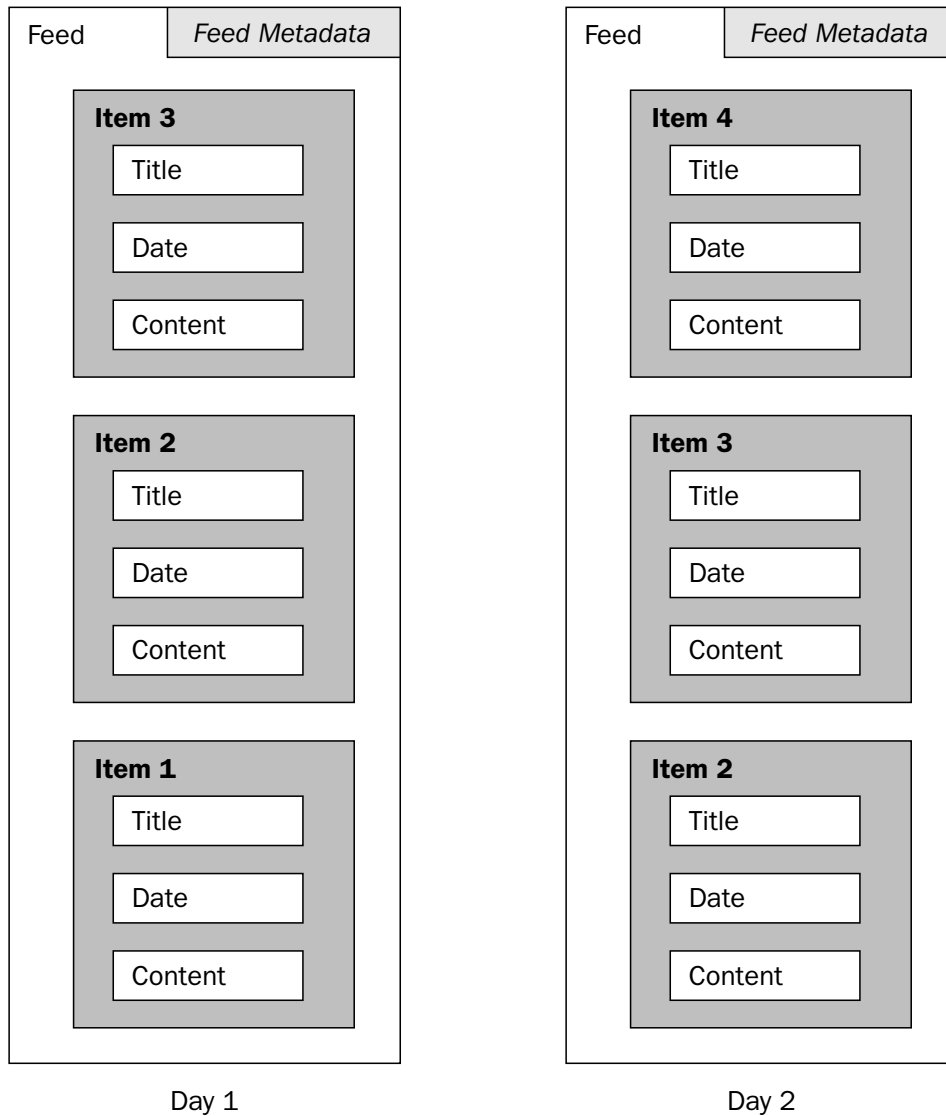 Feed
Feed Metadata
Item 3
Title
Date
Content
Item 2
Title
Date
Content
Item 1
Title
Date
Content
Day 1
Feed
Feed Metadata
Item 4
Title
Date
Content
Item 3
Title
Date
Content
Item 2
Title
Date
Content
Day 2